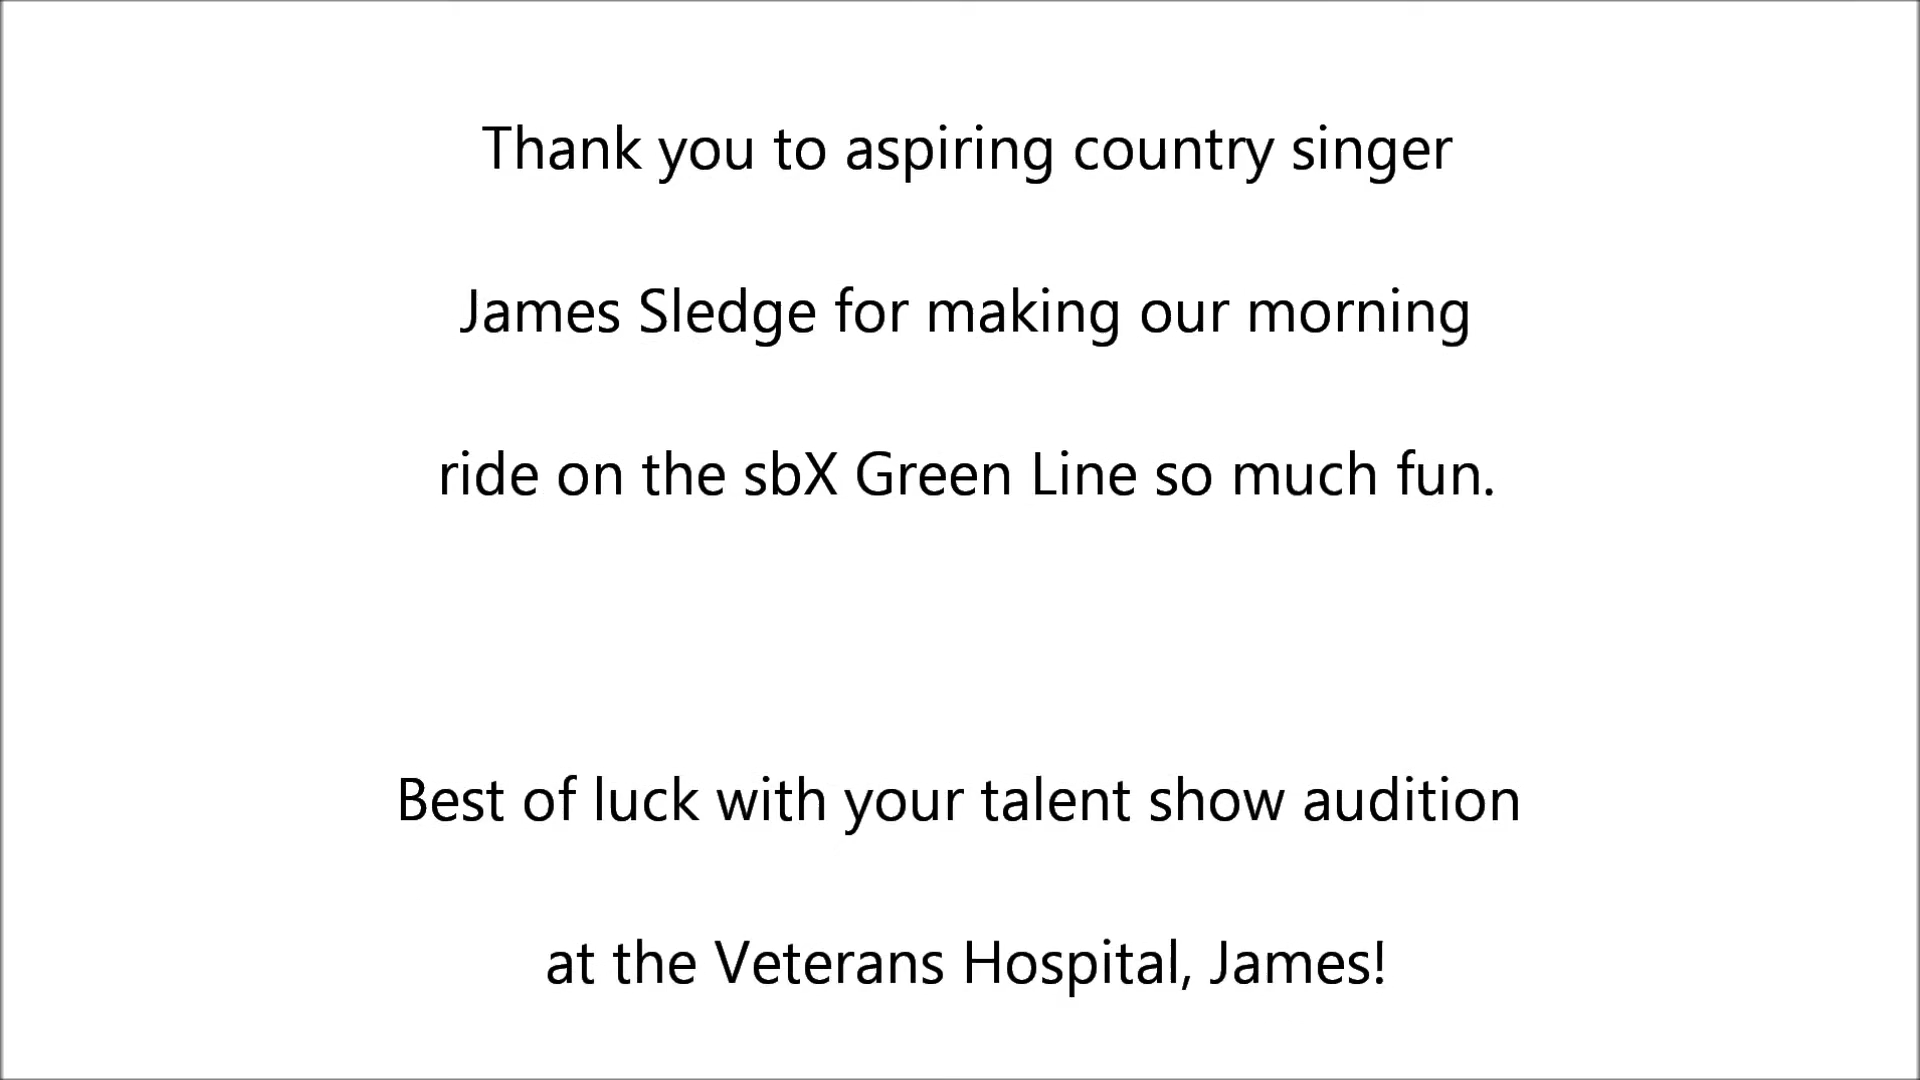 Thank you to aspiring country singer
James Sledge for making our morning
ride on the sbX Green Line so much fun.
Best of luck with your talent show audition
at the Veterans Hospital, James!